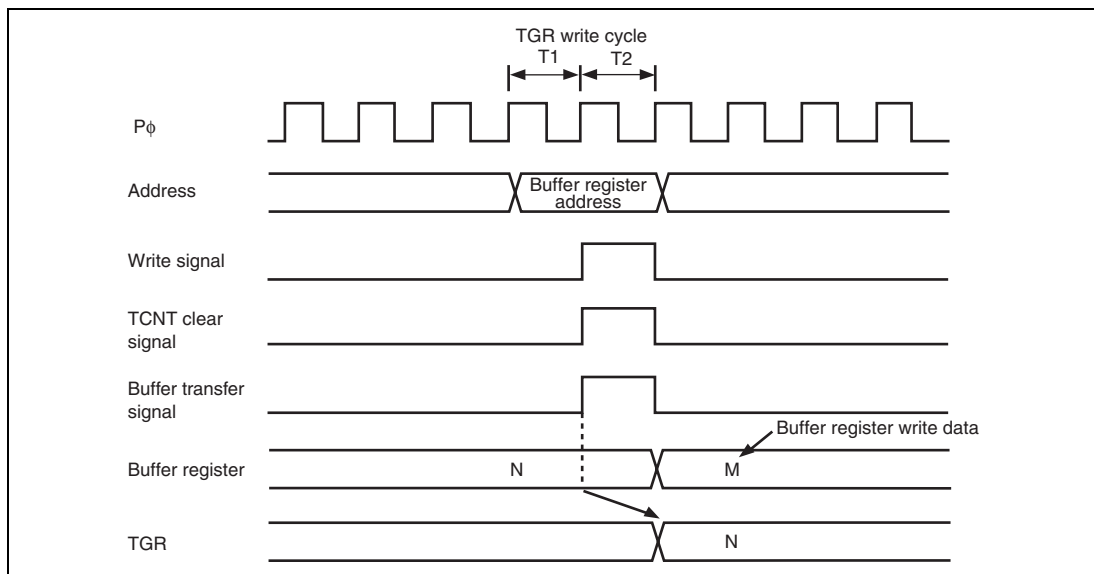 TGR write cycle
T1 T2
Pϕ
Address
Buffer register
address
Write signal
TCNT clear
signal
Buffer transfer
signal
Buffer register write data
Buffer register
N M
TGR
N